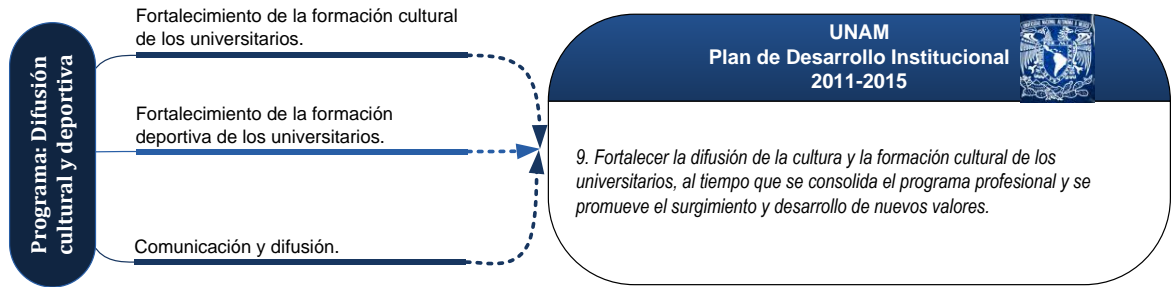 Programa: Difusión
cultural y deportiva
Fortalecimiento de la formación cultural
de los universitarios.
Fortalecimiento de la formación
deportiva de los universitarios.
Comunicación y difusión.
UNAM
Plan de Desarrollo Institucional
2011-2015
9. Fortalecer la difusión de la cultura y la formación cultural de los
universitarios, al tiempo que se consolida el programa profesional y se
promueve el surgimiento y desarrollo de nuevos valores.